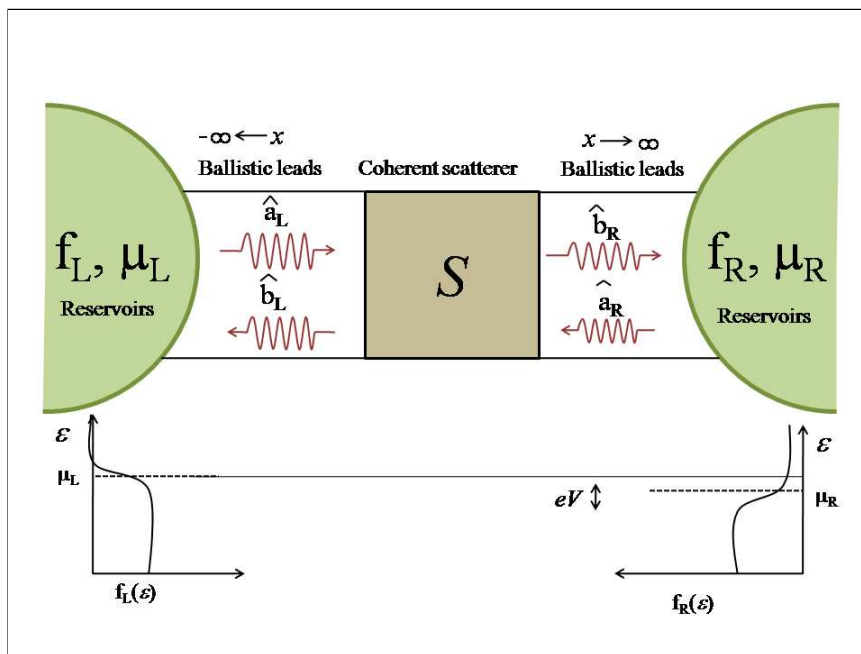 -∞ ← x
x → ∞
Ballistic leads
Coherent scatterer
Ballistic leads
â_L
b̂_R
f_L, μ_L
S
f_R, μ_R
Reservoirs
b̂_L
â_R
Reservoirs
ε
ε
μ_L
eV
μ_R
f_L(ε)
f_R(ε)